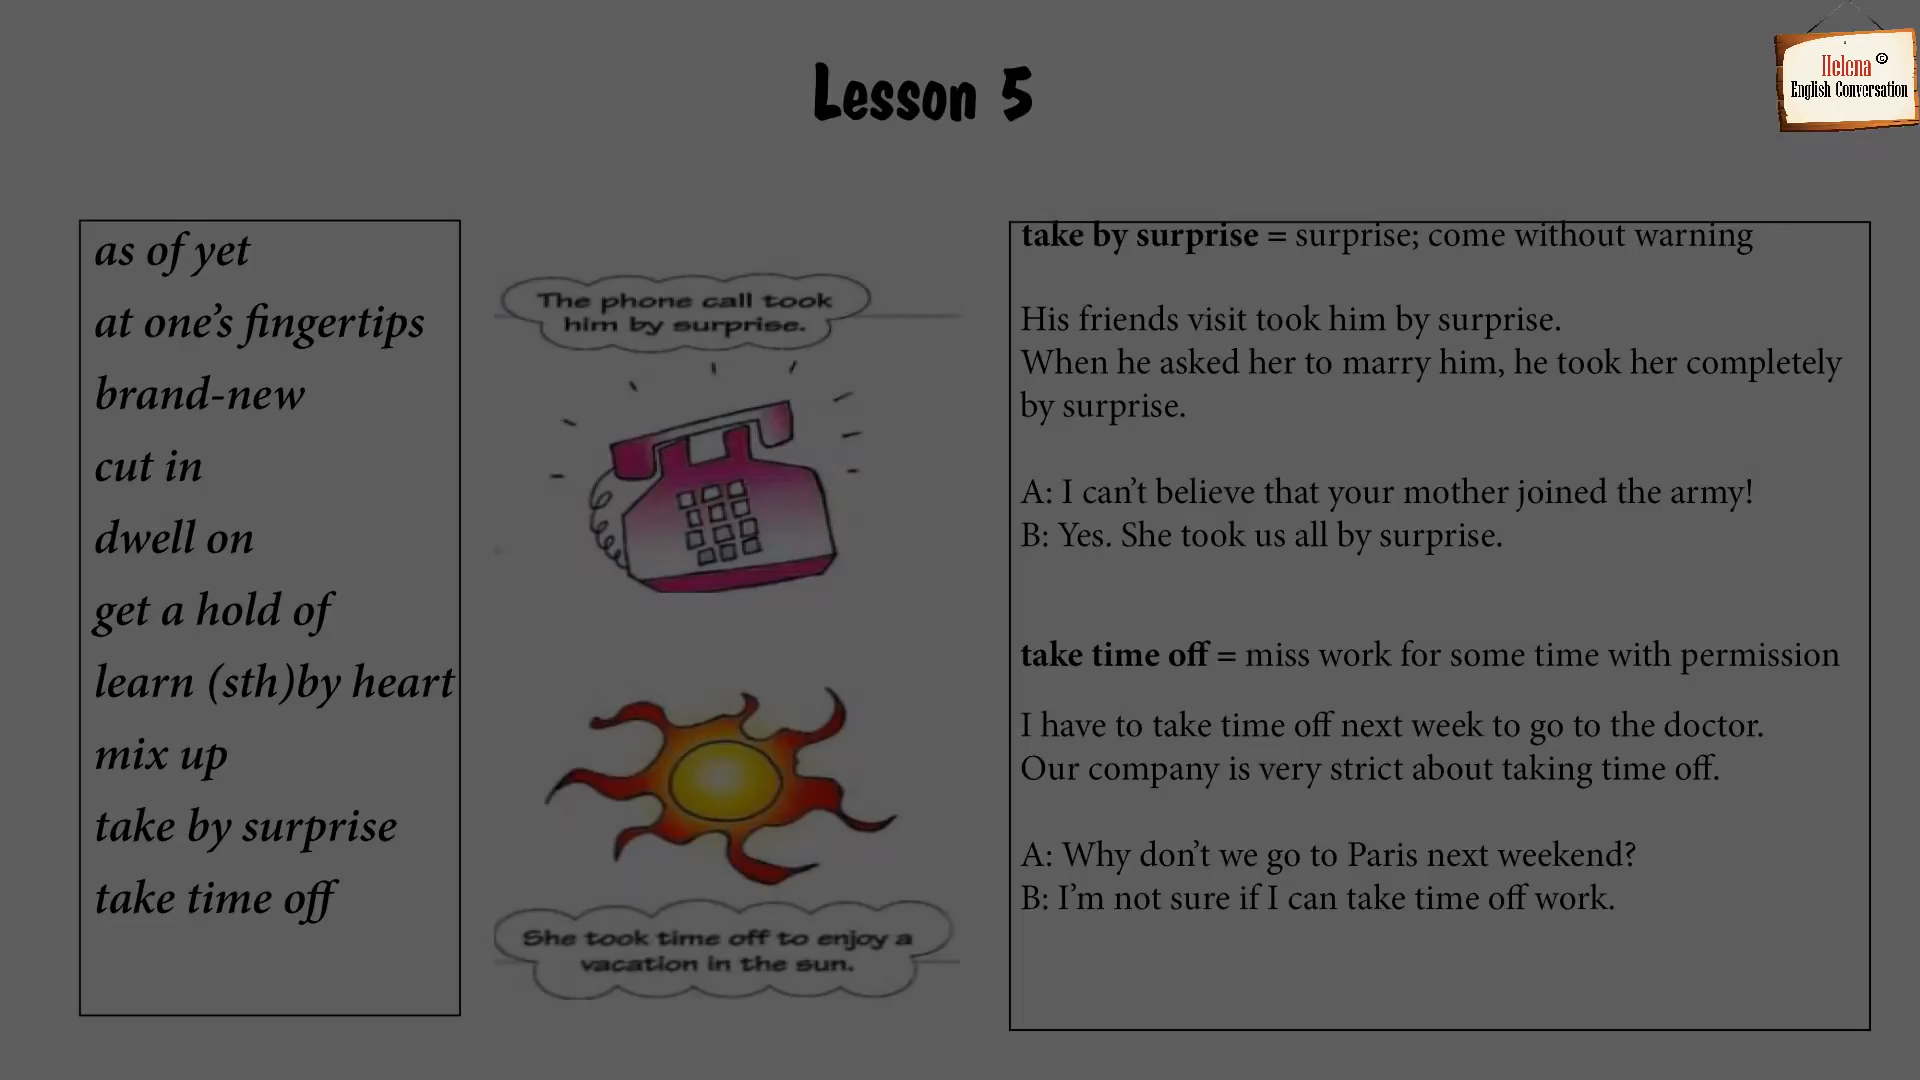 Lesson 5
Helena ©
English Conversation
as of yet
at one's fingertips
brand-new
cut in
dwell on
get a hold of
learn (sth)by heart
mix up
take by surprise
take time off
The phone call took
him by surprise.
She took time off to enjoy a
vacation in the sun.
take by surprise = surprise; come without warning
His friends visit took him by surprise.
When he asked her to marry him, he took her completely
by surprise.
A: I can't believe that your mother joined the army!
B: Yes. She took us all by surprise.
take time off = miss work for some time with permission
I have to take time off next week to go to the doctor.
Our company is very strict about taking time off.
A: Why don't we go to Paris next weekend?
B: I'm not sure if I can take time off work.